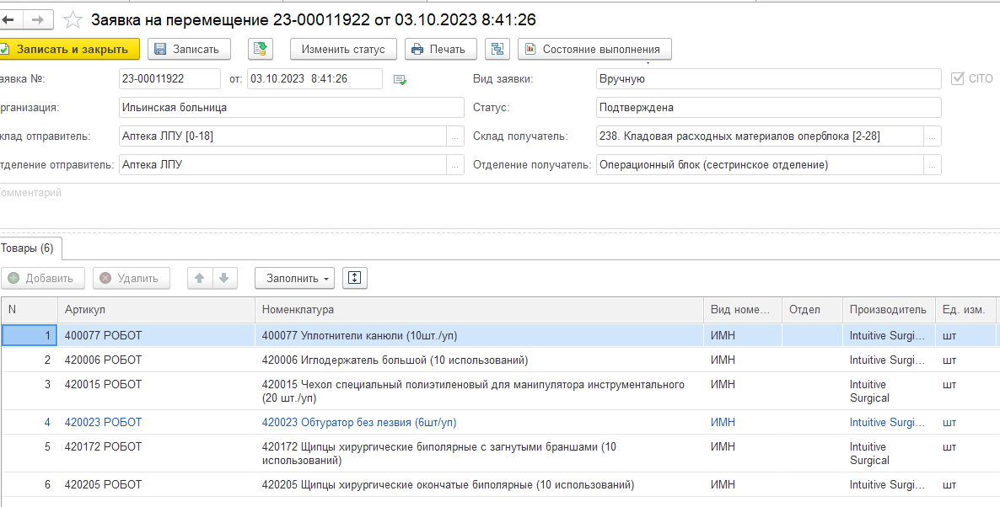 Заявка на перемещение 23-00011922 от 03.10.2023 8:41:26
Записать и закрыть Записать Изменить статус Печать Состояние выполнения
аявка №: 23-00011922 от: 03.10.2023 8:41:26 Вид заявки: Вручную CITO
рганизация: Ильинская больница Статус: Подтверждена
клад отправитель: Аптека ЛПУ [0-18] ... Склад получатель: 238. Кладовая расходных материалов оперблока [2-28] ...
тделение отправитель: Аптека ЛПУ ... Отделение получатель: Операционный блок (сестринское отделение) ...
омментарий
Товары (6)
Добавить Удалить Заполнить
N Артикул Номенклатура Вид номе... Отдел Производитель Ед. изм.
1 400077 РОБОТ 400077 Уплотнители канюли (10шт./уп) ИМН Intuitive Surgi... шт
2 420006 РОБОТ 420006 Иглодержатель большой (10 использований) ИМН Intuitive Surgi... шт
3 420015 РОБОТ 420015 Чехол специальный полиэтиленовый для манипулятора инструментального ИМН Intuitive шт
(20 шт./уп) Surgical
4 420023 РОБОТ 420023 Обтуратор без лезвия (6шт/уп) ИМН Intuitive Surgi... шт
5 420172 РОБОТ 420172 Щипцы хирургические биполярные с загнутыми браншами (10 ИМН Intuitive шт
использований) Surgical
6 420205 РОБОТ 420205 Щипцы хирургические окончатые биполярные (10 использований) ИМН Intuitive Surgi... шт